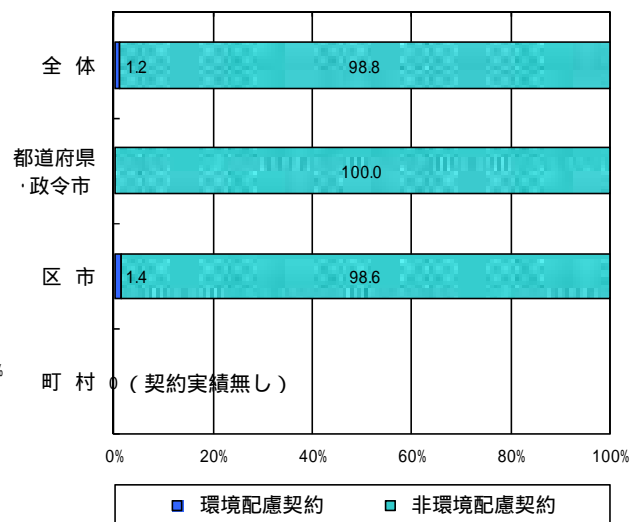 全 体 1.2 98.8
都道府県
・政令市 100.0
区 市 1.4 98.6
%
町 村 0 ( 契約実績無し )
0% 20% 40% 60% 80% 100%
環境配慮契約 非環境配慮契約